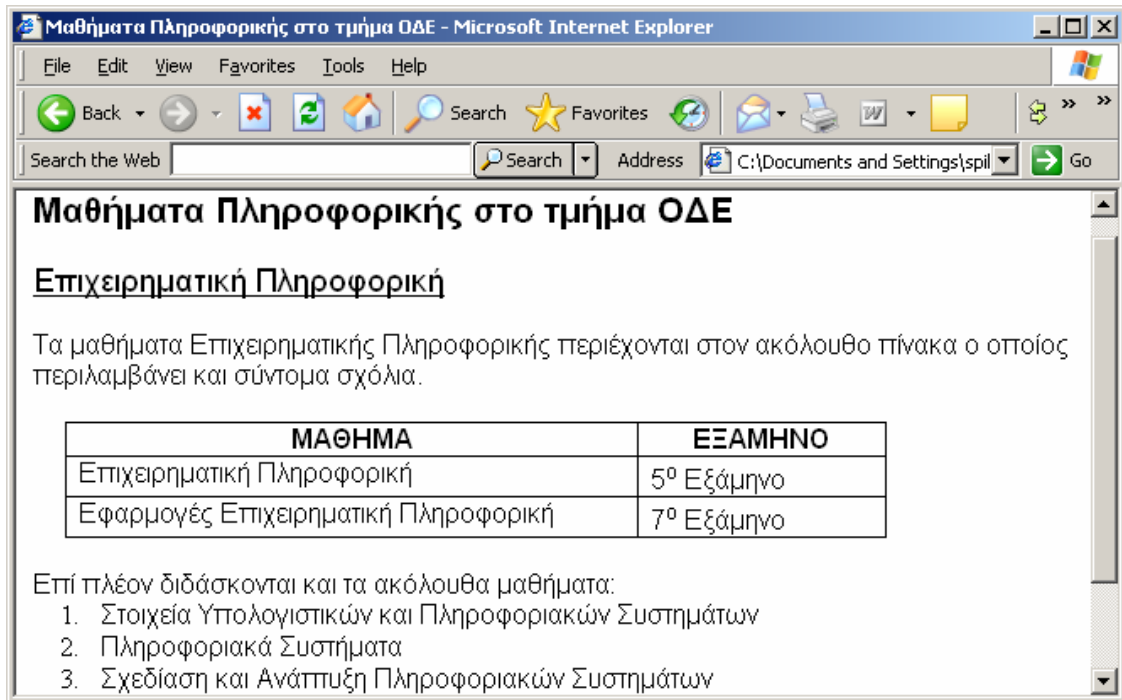 Μαθήματα Πληροφορικής στο τμήμα ΟΔΕ - Microsoft Internet Explorer
File Edit View Favorites Tools Help
Back Search Favorites » »
Search the Web Search Address C:\Documents and Settings\spil Go
Μαθήματα Πληροφορικής στο τμήμα ΟΔΕ
Επιχειρηματική Πληροφορική
Τα μαθήματα Επιχειρηματικής Πληροφορικής περιέχονται στον ακόλουθο πίνακα ο οποίος
περιλαμβάνει και σύντομα σχόλια.
ΜΑΘΗΜΑ ΕΞΑΜΗΝΟ
Επιχειρηματική Πληροφορική 5º Εξάμηνο
Εφαρμογές Επιχειρηματική Πληροφορική 7º Εξάμηνο
Επί πλέον διδάσκονται και τα ακόλουθα μαθήματα:
1. Στοιχεία Υπολογιστικών και Πληροφοριακών Συστημάτων
2. Πληροφοριακά Συστήματα
3. Σχεδίαση και Ανάπτυξη Πληροφοριακών Συστημάτων